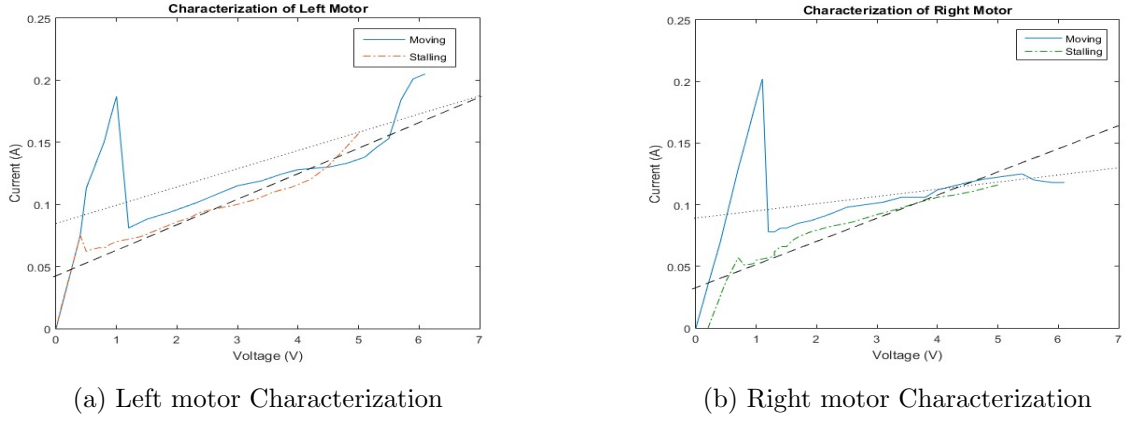 Characterization of Left Motor
Current (A)
0.25
0.2
0.15
0.1
0.05
0
0 1 2 3 4 5 6 7
Voltage (V)
Moving
Stalling
(a) Left motor Characterization
Characterization of Right Motor
Current (A)
0.25
0.2
0.15
0.1
0.05
0
0 1 2 3 4 5 6 7
Voltage (V)
Moving
Stalling
(b) Right motor Characterization